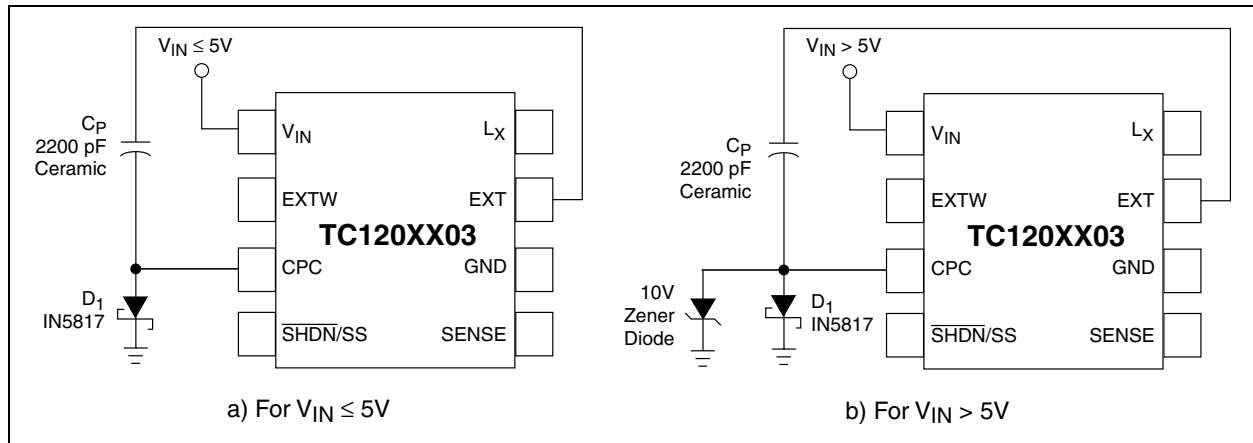 V_IN ≤ 5V
C_P
2200 pF
Ceramic
V_IN
L_X
EXTW
EXT
TC120XX03
CPC
GND
D_1
IN5817
S̅H̅D̅N̅/SS
SENSE
a) For V_IN ≤ 5V
V_IN > 5V
C_P
2200 pF
Ceramic
V_IN
L_X
EXTW
EXT
TC120XX03
CPC
GND
10V
Zener
Diode
D_1
IN5817
S̅H̅D̅N̅/SS
SENSE
b) For V_IN > 5V